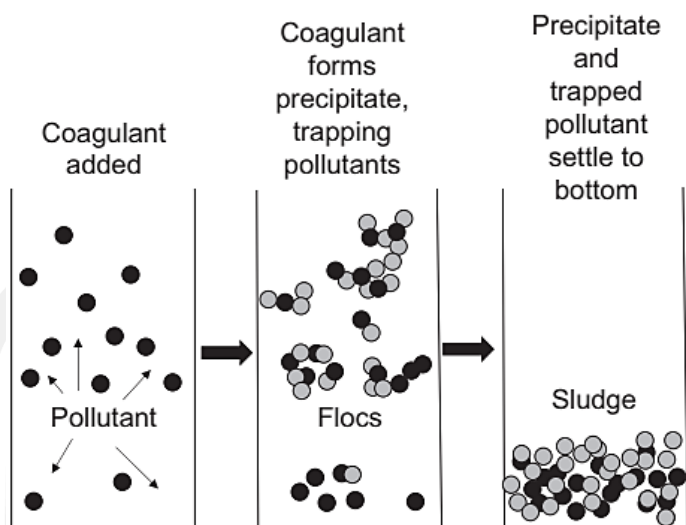 Coagulant
added
Pollutant
Coagulant
forms
precipitate,
trapping
pollutants
Flocs
Precipitate
and
trapped
pollutant
settle to
bottom
Sludge